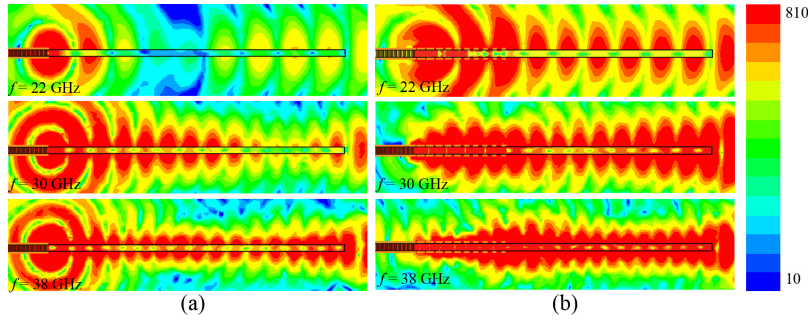 f = 22 GHz
f = 22 GHz
810
f = 30 GHz
f = 30 GHz
f = 38 GHz
f = 38 GHz
10
(a)
(b)